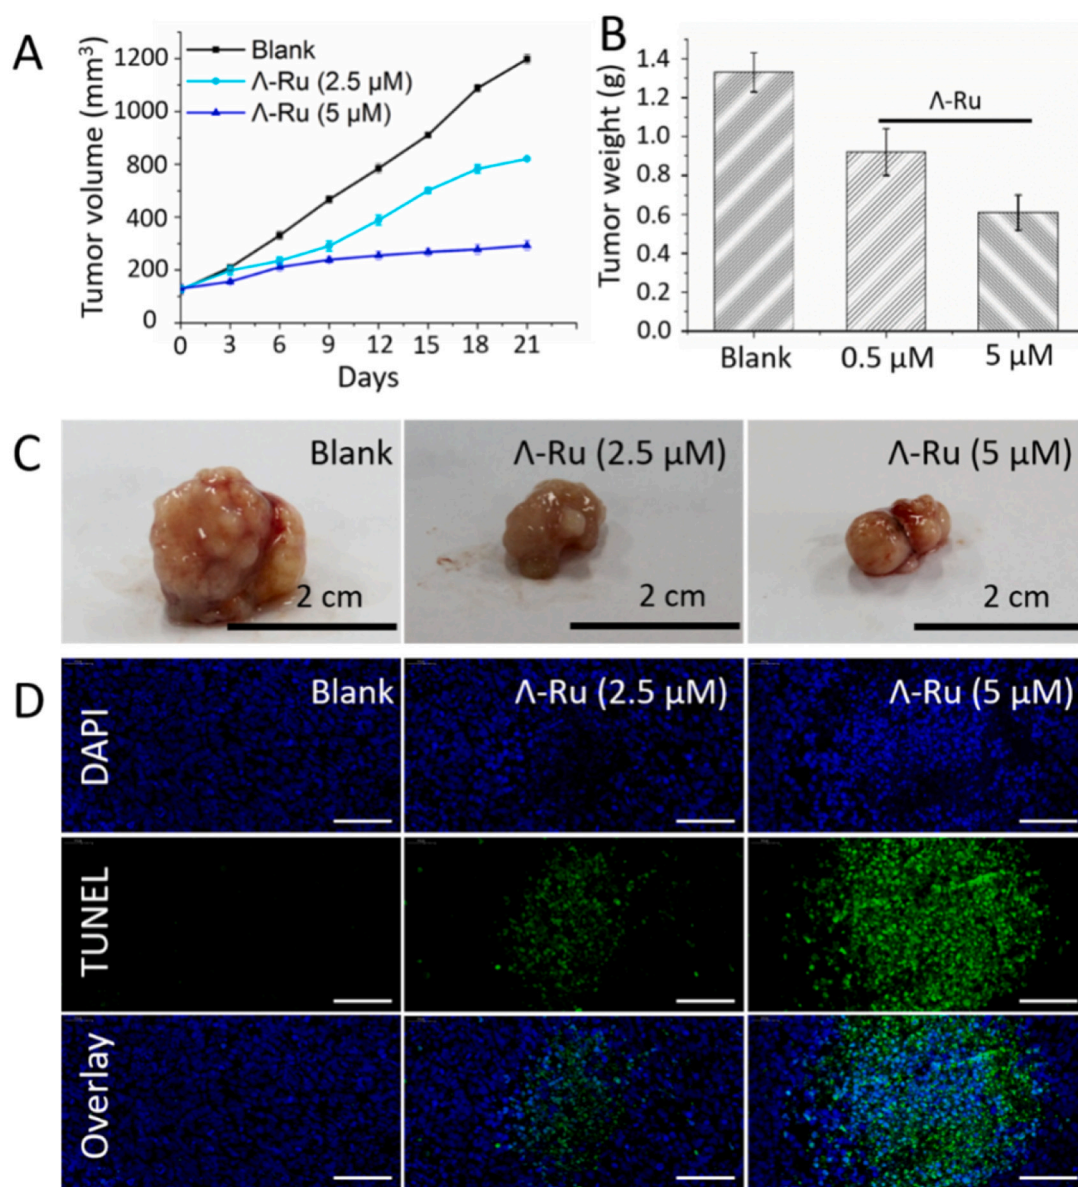 A
Tumor volume (mm³)
1200
800
400
200
0
Blank
Λ-Ru (2.5 μM)
Λ-Ru (5 μM)
0 3 6 9 12 15 18 21
Days
B
Tumor weight (g)
1.4
1.2
1.0
0.8
0.6
0.4
0.2
0.0
Λ-Ru
Blank 0.5 μM 5 μM
C
Blank
2 cm
Λ-Ru (2.5 μM)
2 cm
Λ-Ru (5 μM)
2 cm
D
Blank
Λ-Ru (2.5 μM)
Λ-Ru (5 μM)
DAPI
TUNEL
Overlay